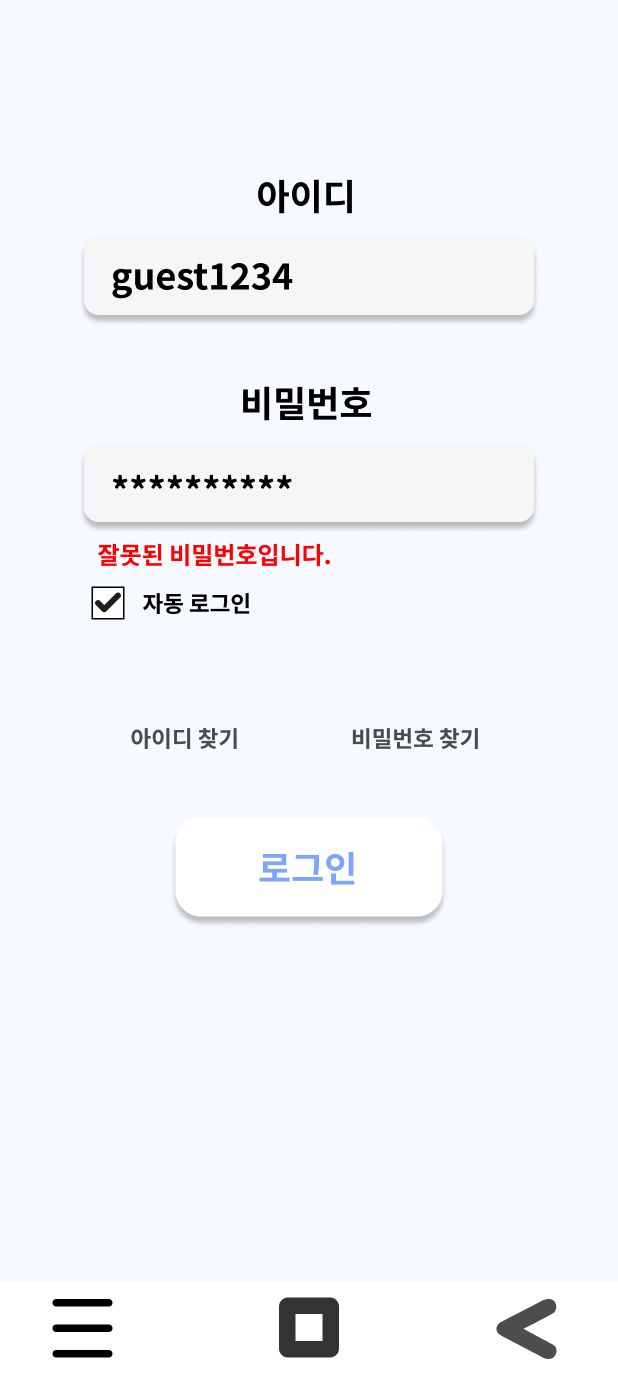 아이디
guest1234
비밀번호
**********
잘못된 비밀번호입니다.
자동 로그인
아이디 찾기
비밀번호 찾기
로그인